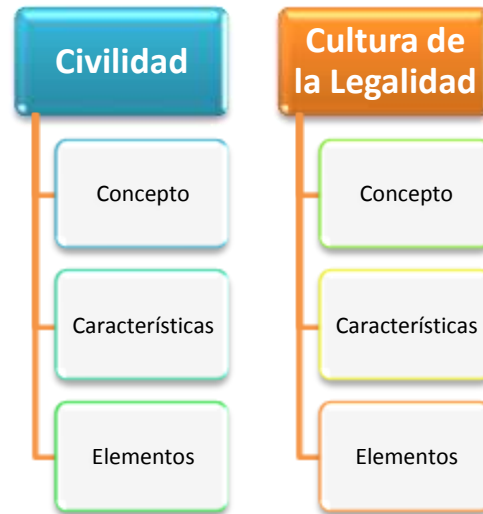 Civilidad
Concepto
Características
Elementos
Cultura de
la Legalidad
Concepto
Características
Elementos